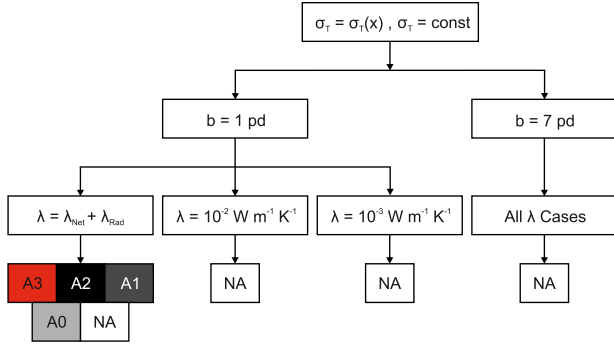 σT = σT(x) , σT = const
b = 1 pd
b = 7 pd
λ = λNet + λRad
λ = 10⁻² W m⁻¹ K⁻¹
λ = 10⁻³ W m⁻¹ K⁻¹
All λ Cases
A3 A2 A1
NA
NA
NA
A0 NA